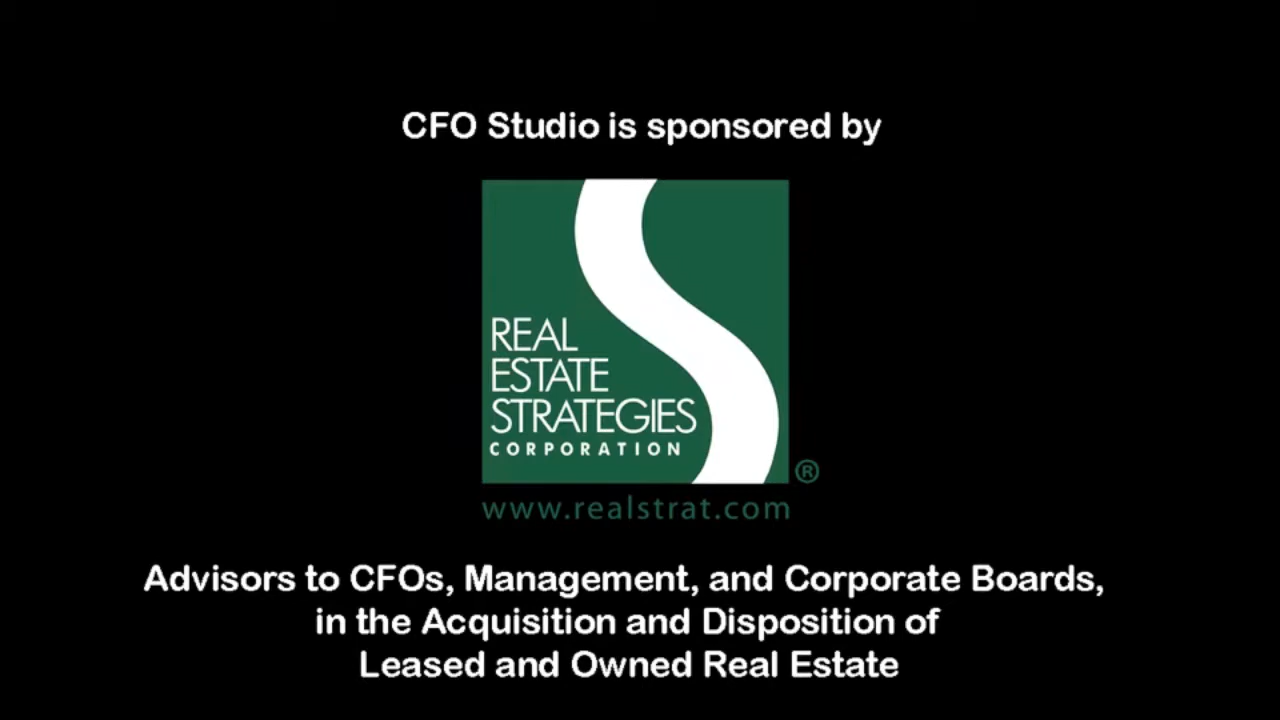 CFO Studio is sponsored by
REAL
ESTATE
STRATEGIES
CORPORATION
®
www.realstrat.com
Advisors to CFOs, Management, and Corporate Boards,
in the Acquisition and Disposition of
Leased and Owned Real Estate